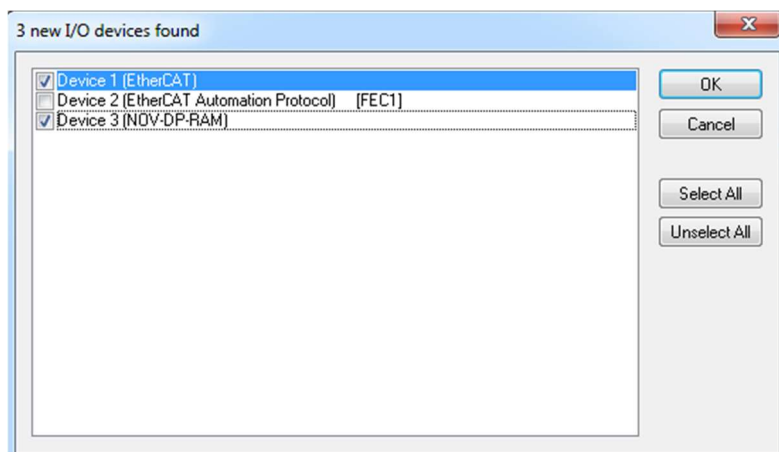 3 new I/O devices found
Device 1 (EtherCAT)
Device 2 (EtherCAT Automation Protocol) [FEC1]
Device 3 (NOV-DP-RAM)
OK
Cancel
Select All
Unselect All